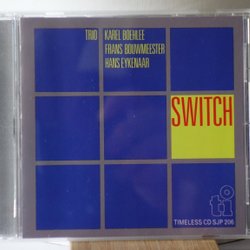 TRIO KAREL BOEHLEE
FRANS BOUWMEESTER
HANS EYKENAAR
SWITCH
ti
TIMELESS CD SJP 206